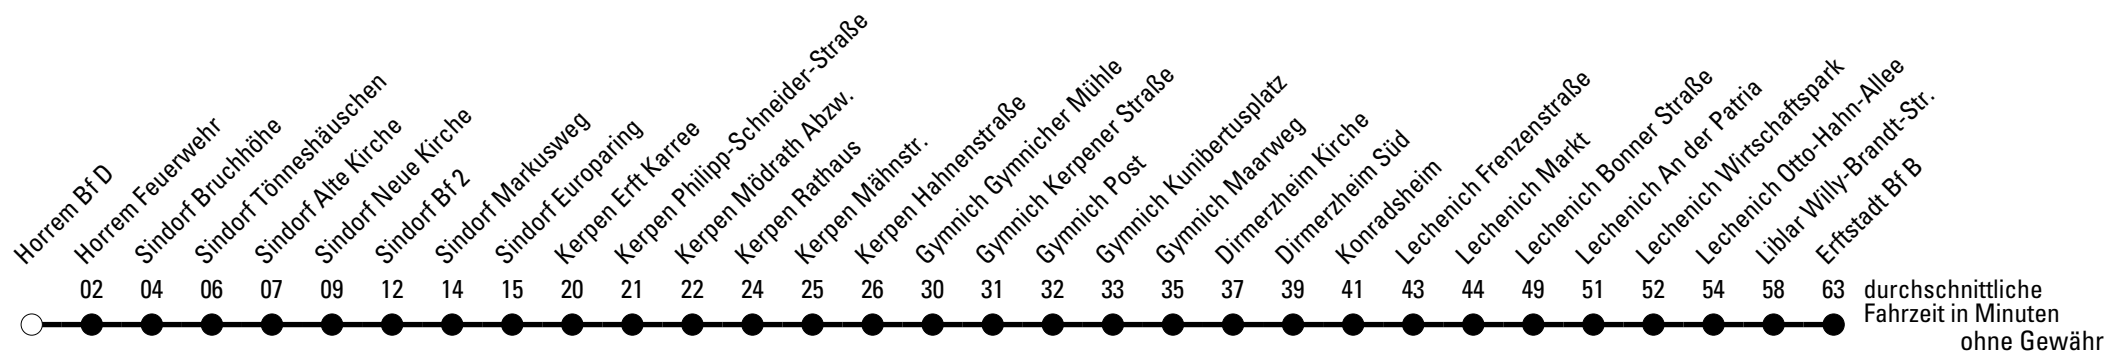 Horrem Bf D
Horrem Feuerwehr
Sindorf Bruchhöhe
Sindorf Tönneshäuschen
Sindorf Alte Kirche
Sindorf Neue Kirche
Sindorf Bf 2
Sindorf Markusweg
Sindorf Europaring
Kerpen Erft Karree
Kerpen Philipp-Schneider-Straße
Kerpen Mödrath Abzw.
Kerpen Rathaus
Kerpen Mähnstr.
Kerpen Hahnenstraße
Gymnich Gymnicher Mühle
Gymnich Kerpener Straße
Gymnich Post
Gymnich Kunibertusplatz
Gymnich Maarweg
Dirmerzheim Kirche
Dirmerzheim Süd
Konradsheim
Lechenich Frenzenstraße
Lechenich Markt
Lechenich Bonner Straße
Lechenich An der Patria
Lechenich Wirtschaftspark
Lechenich Otto-Hahn-Allee
Liblar Willy-Brandt-Str.
Erftstadt Bf B
02 04 06 07 09 12 14 15 20 21 22 24 25 26 30 31 32 33 35 37 39 41 43 44 49 51 52 54 58 63 durchschnittliche
Fahrzeit in Minuten
ohne Gewähr